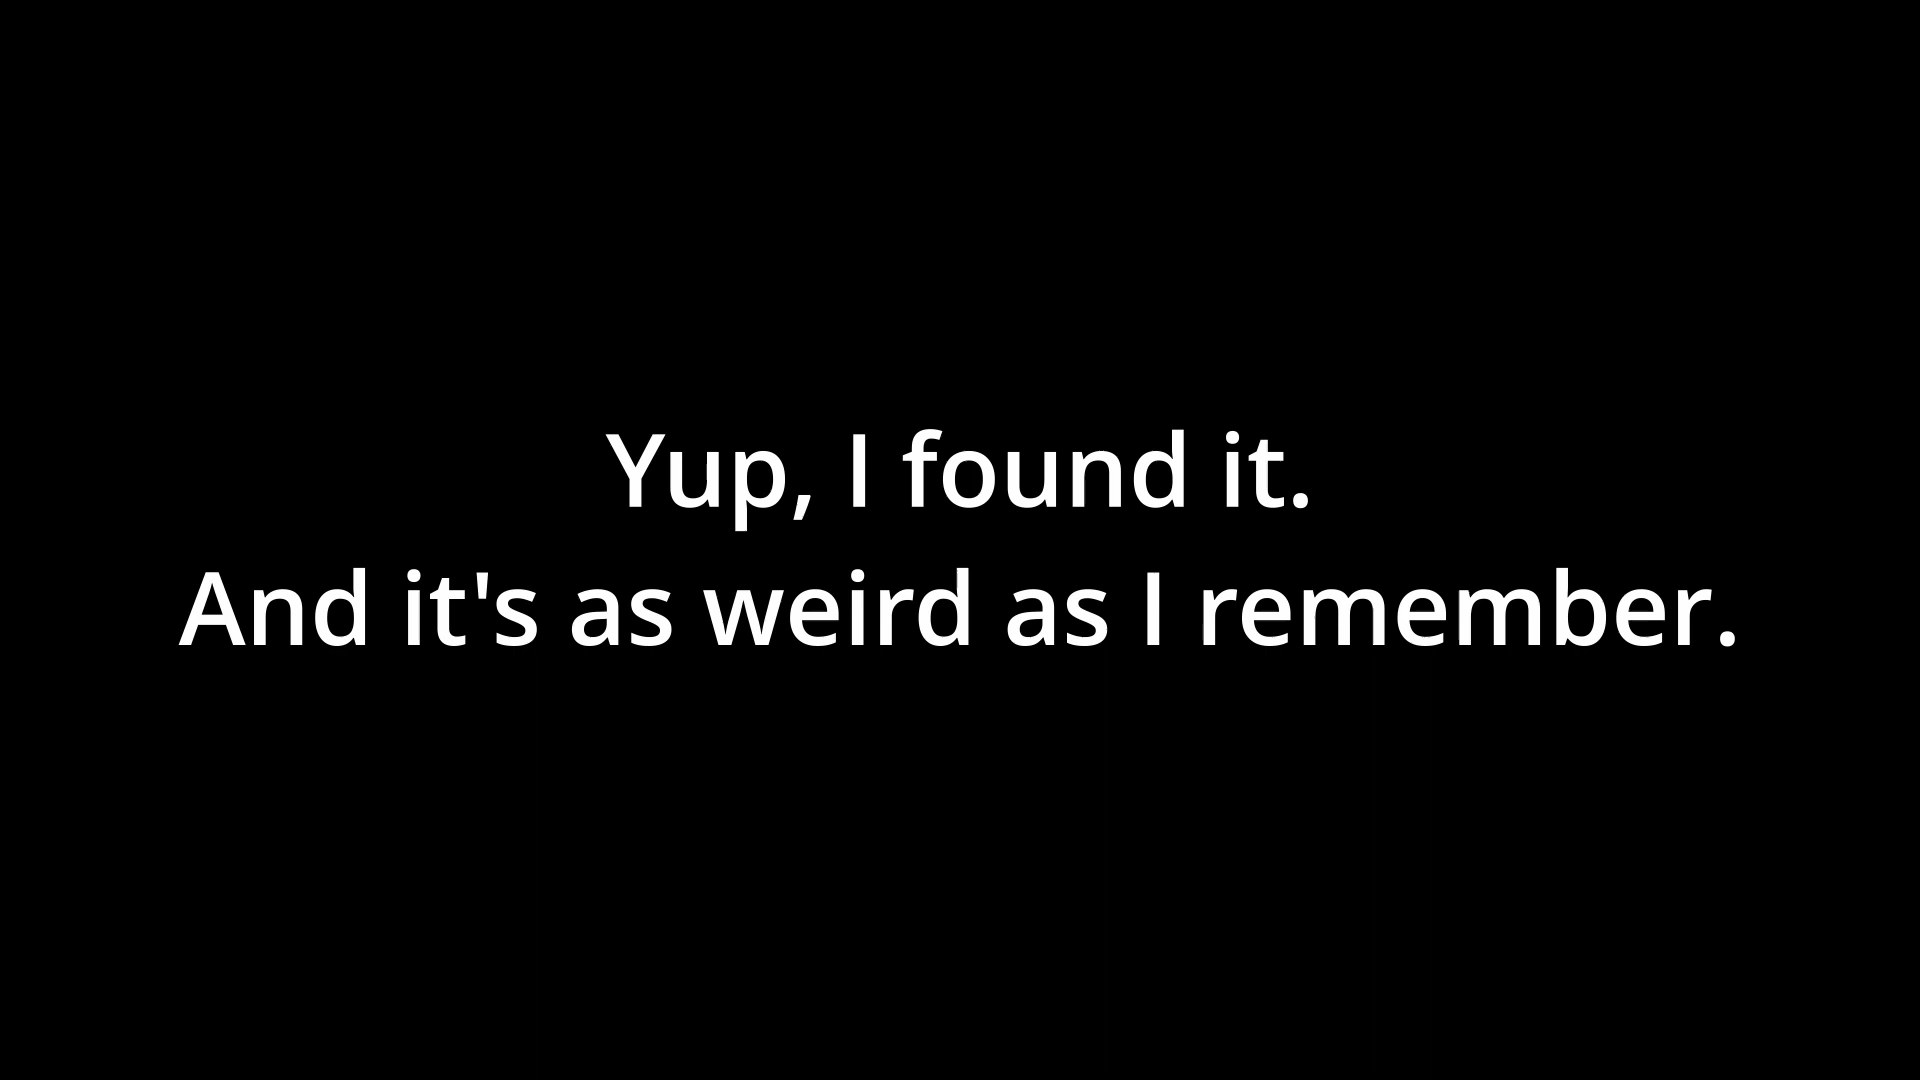 Yup, I found it.
And it's as weird as I remember.